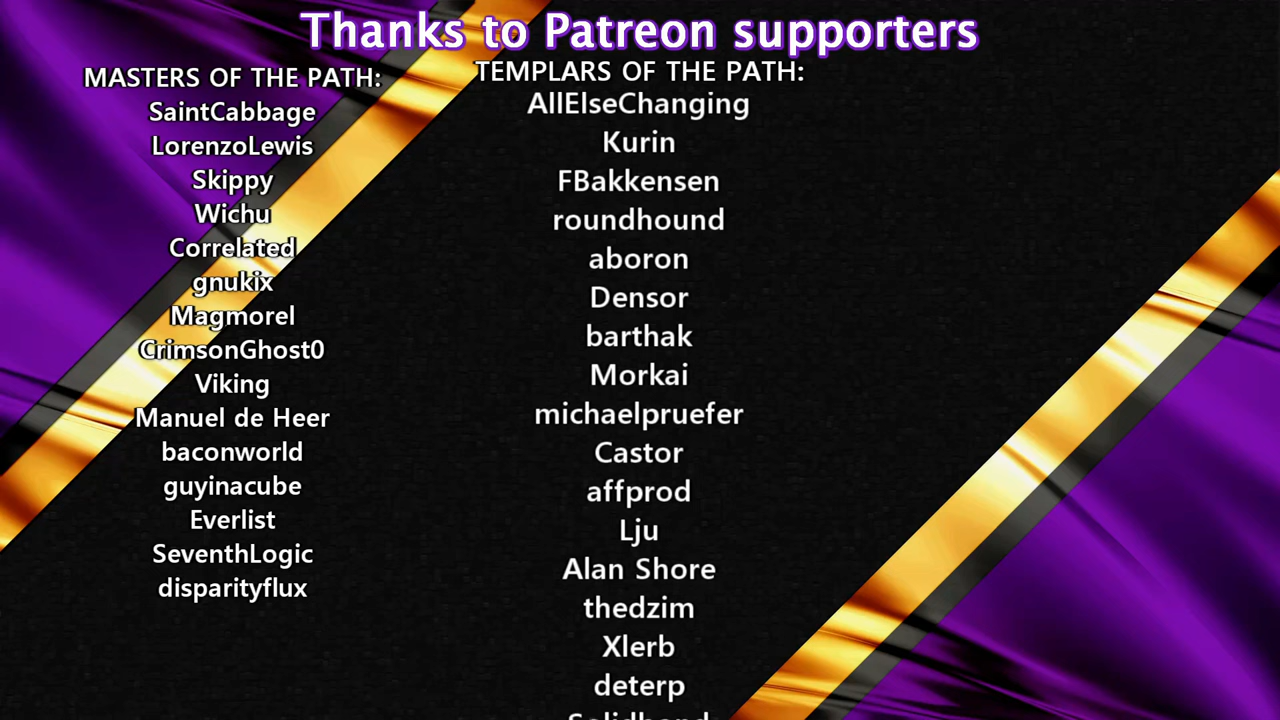 Thanks to Patreon supporters
MASTERS OF THE PATH:
SaintCabbage
LorenzoLewis
Skippy
Wichu
Correlated
gnukix
Magmorel
CrimsonGhost0
Viking
Manuel de Heer
baconworld
guyinacube
Everlist
SeventhLogic
disparityflux
TEMPLARS OF THE PATH:
AllElseChanging
Kurin
FBakkensen
roundhound
aboron
Densor
barthak
Morkai
michaelpruefer
Castor
affprod
Lju
Alan Shore
thedzim
Xlerb
deterp